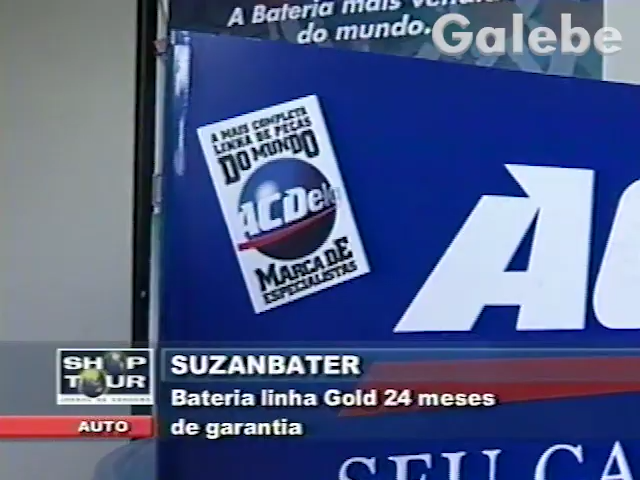 A Bateria mais
do mundo.
Galebe
A MAIS COMPLETA
LINHA DE PEÇAS
DO MUNDO
ACDelc
MARCA DE
ESPECIALISTAS
AC
SHOP
TOUR
SUZANBATER
Bateria linha Gold 24 meses
de garantia
AUTO
SEU CA